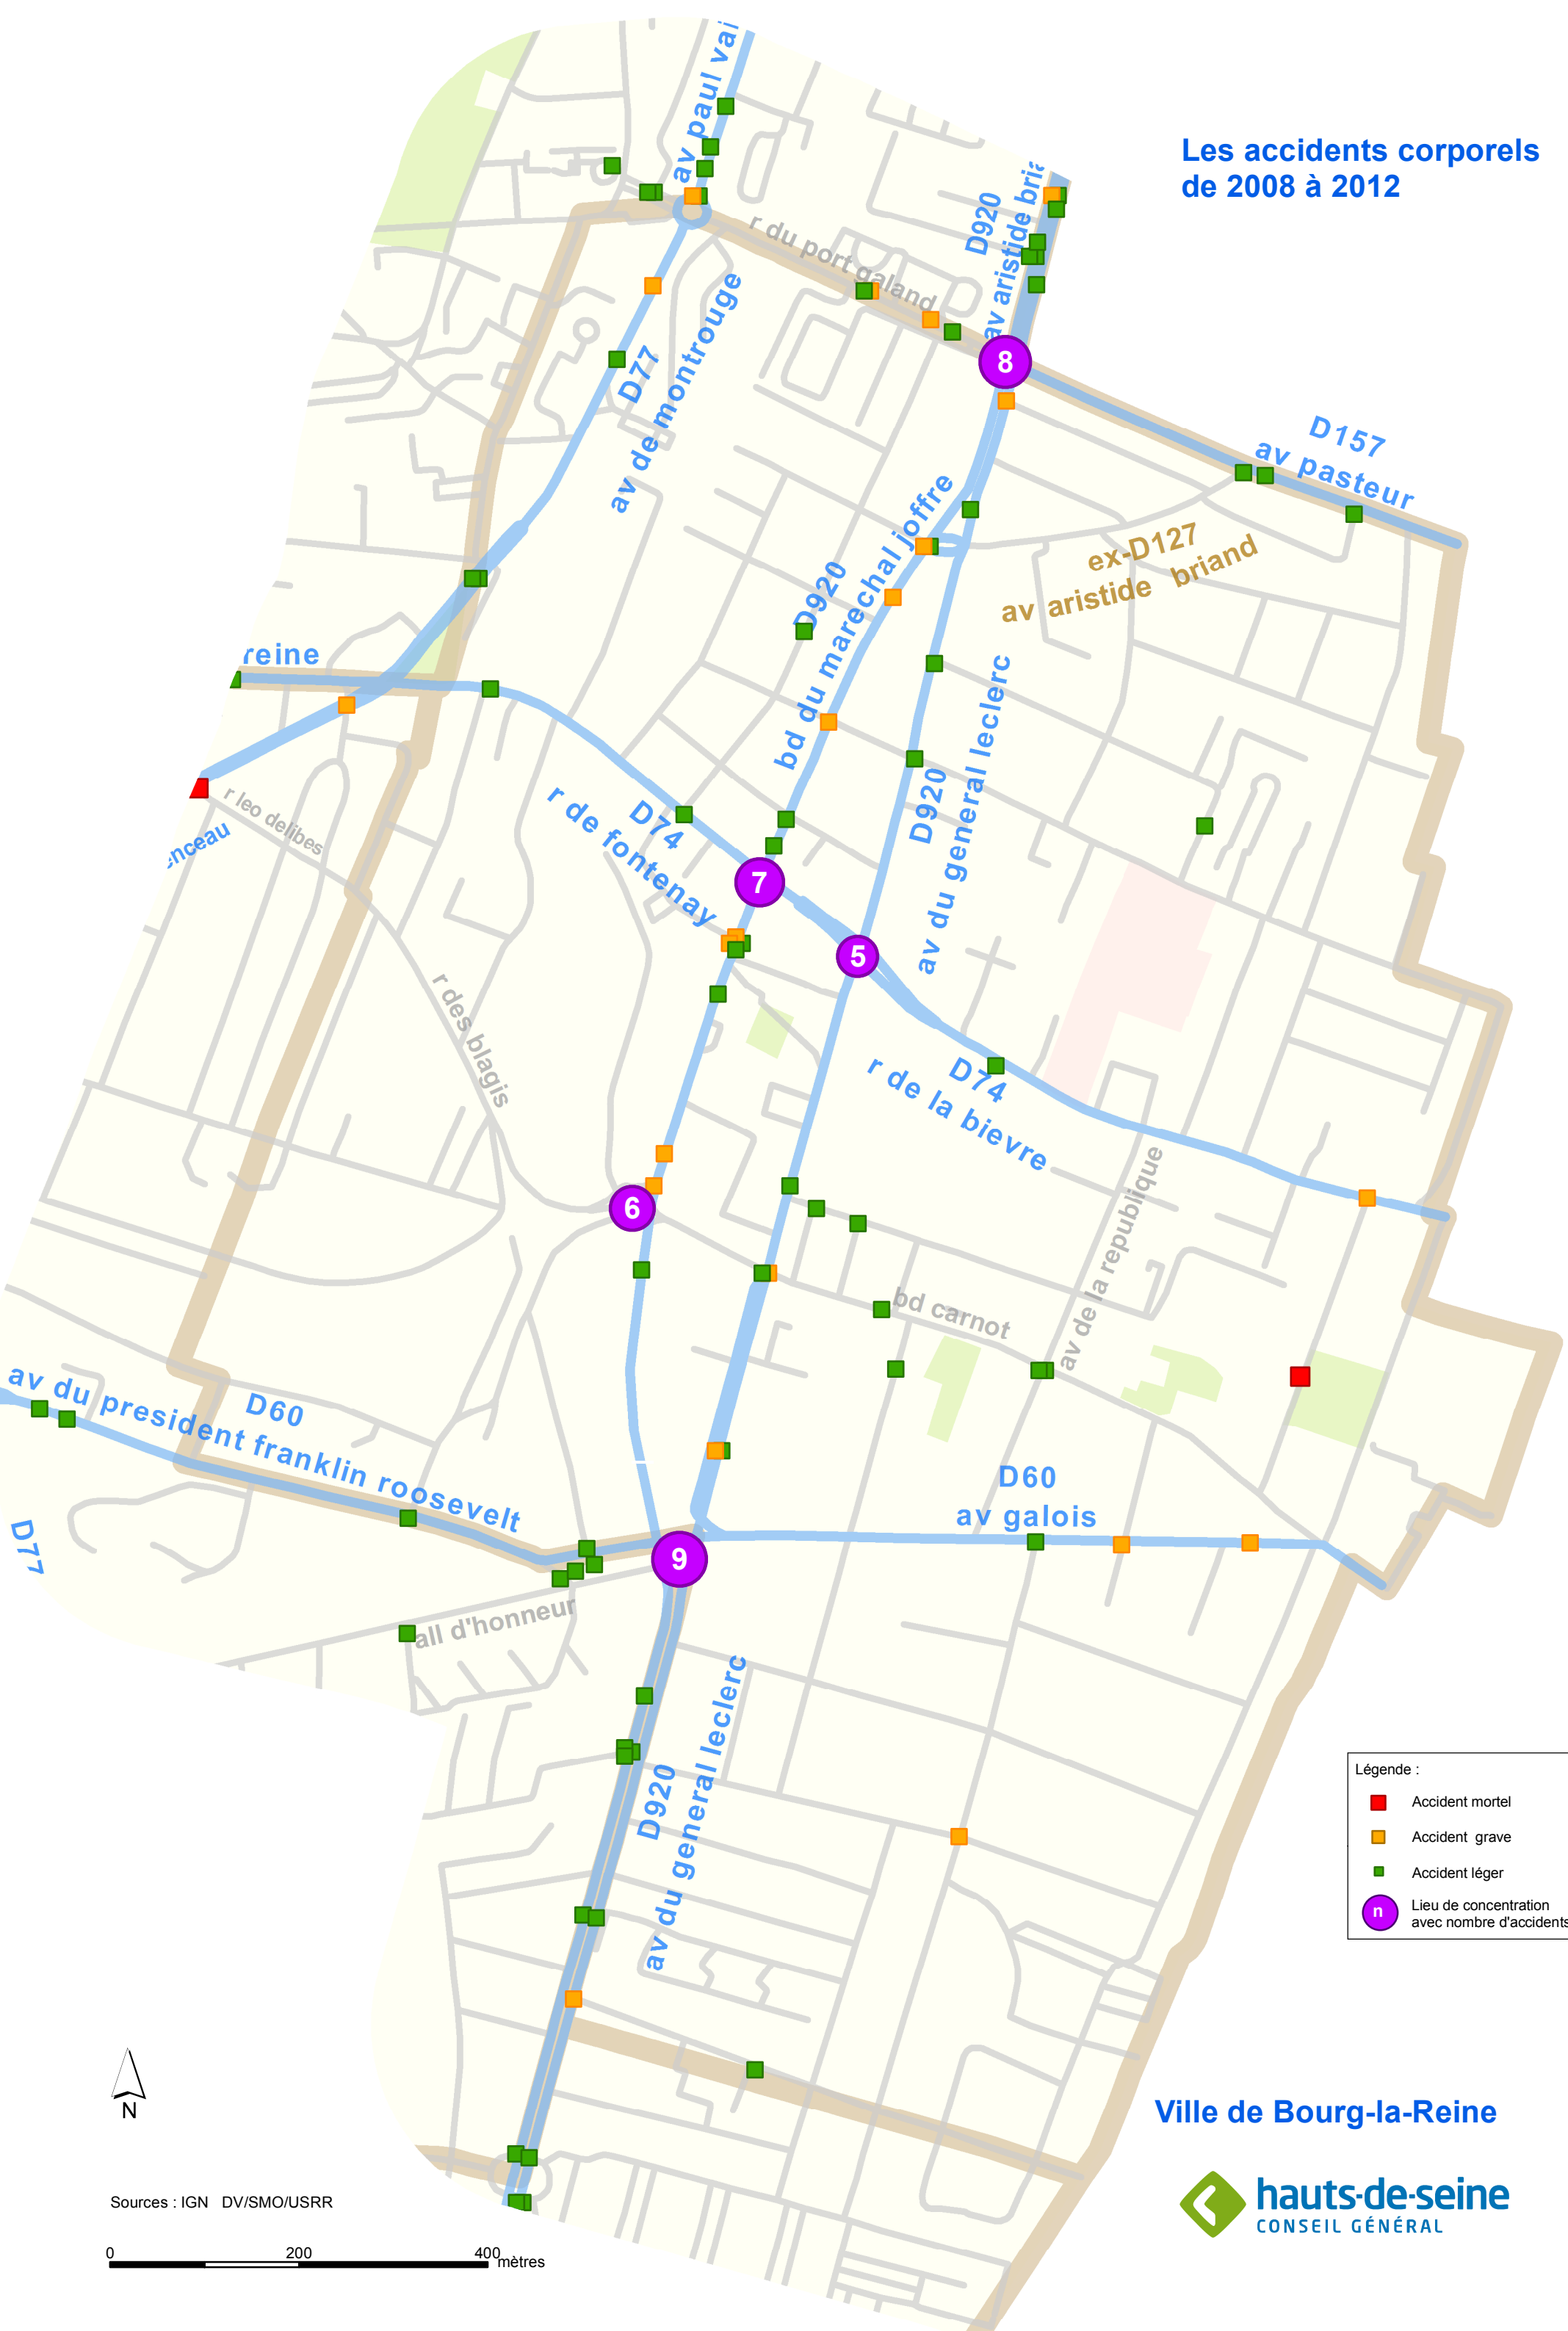 Les accidents corporels
de 2008 à 2012
av paul vai
D920
av aristide bria
r du port galand
D77
av de montrouge
D157
av pasteur
ex-D127
av aristide briand
D920
bd du marechal joffre
reine
r leo delibes
enceau
D74
r de fontenay
D920
av du general leclerc
r des blagis
D74
r de la bievre
av de la republique
bd carnot
8
7
5
6
9
D60
av du president franklin roosevelt
D77
D60
av galois
all d'honneur
D920
av du general leclerc
Légende :
Accident mortel
Accident grave
Accident léger
n
Lieu de concentration
avec nombre d'accidents
N
Ville de Bourg-la-Reine
hauts-de-seine
CONSEIL GÉNÉRAL
Sources : IGN DV/SMO/USRR
0 200 400
mètres